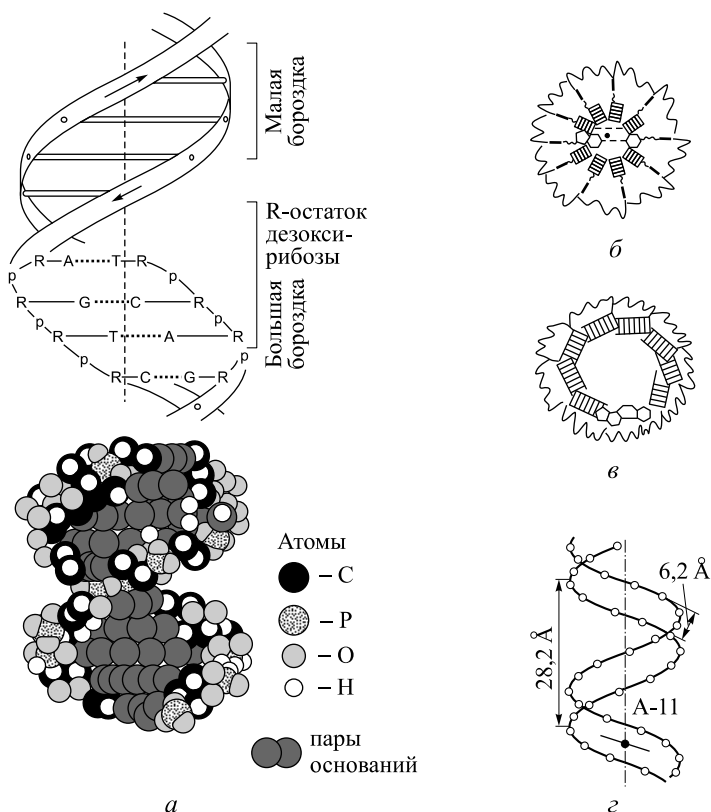 Малая
бороздка
R-остаток
дезокси-
рибозы
Большая
бороздка
p R A T R p
R G C R
p R T A R p
p R C G R
б
в
Атомы
– C
– P
– O
– H
пары
оснований
а
6,2 Å
28,2 Å
А-11
г